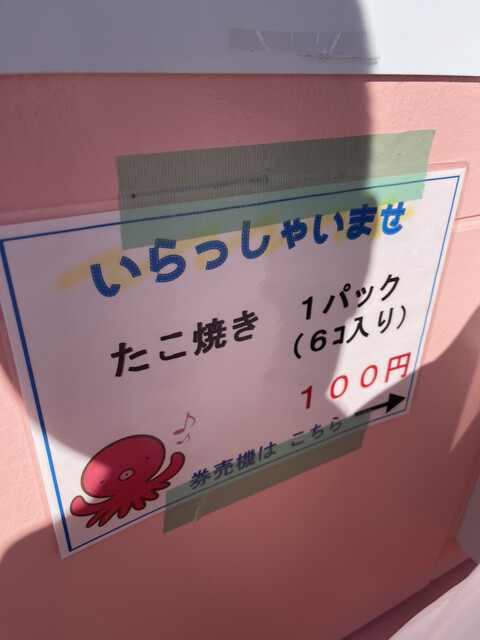 いらっしゃいませ
たこ焼き 1パック
(6コ入り)
100円
券売機は こちら